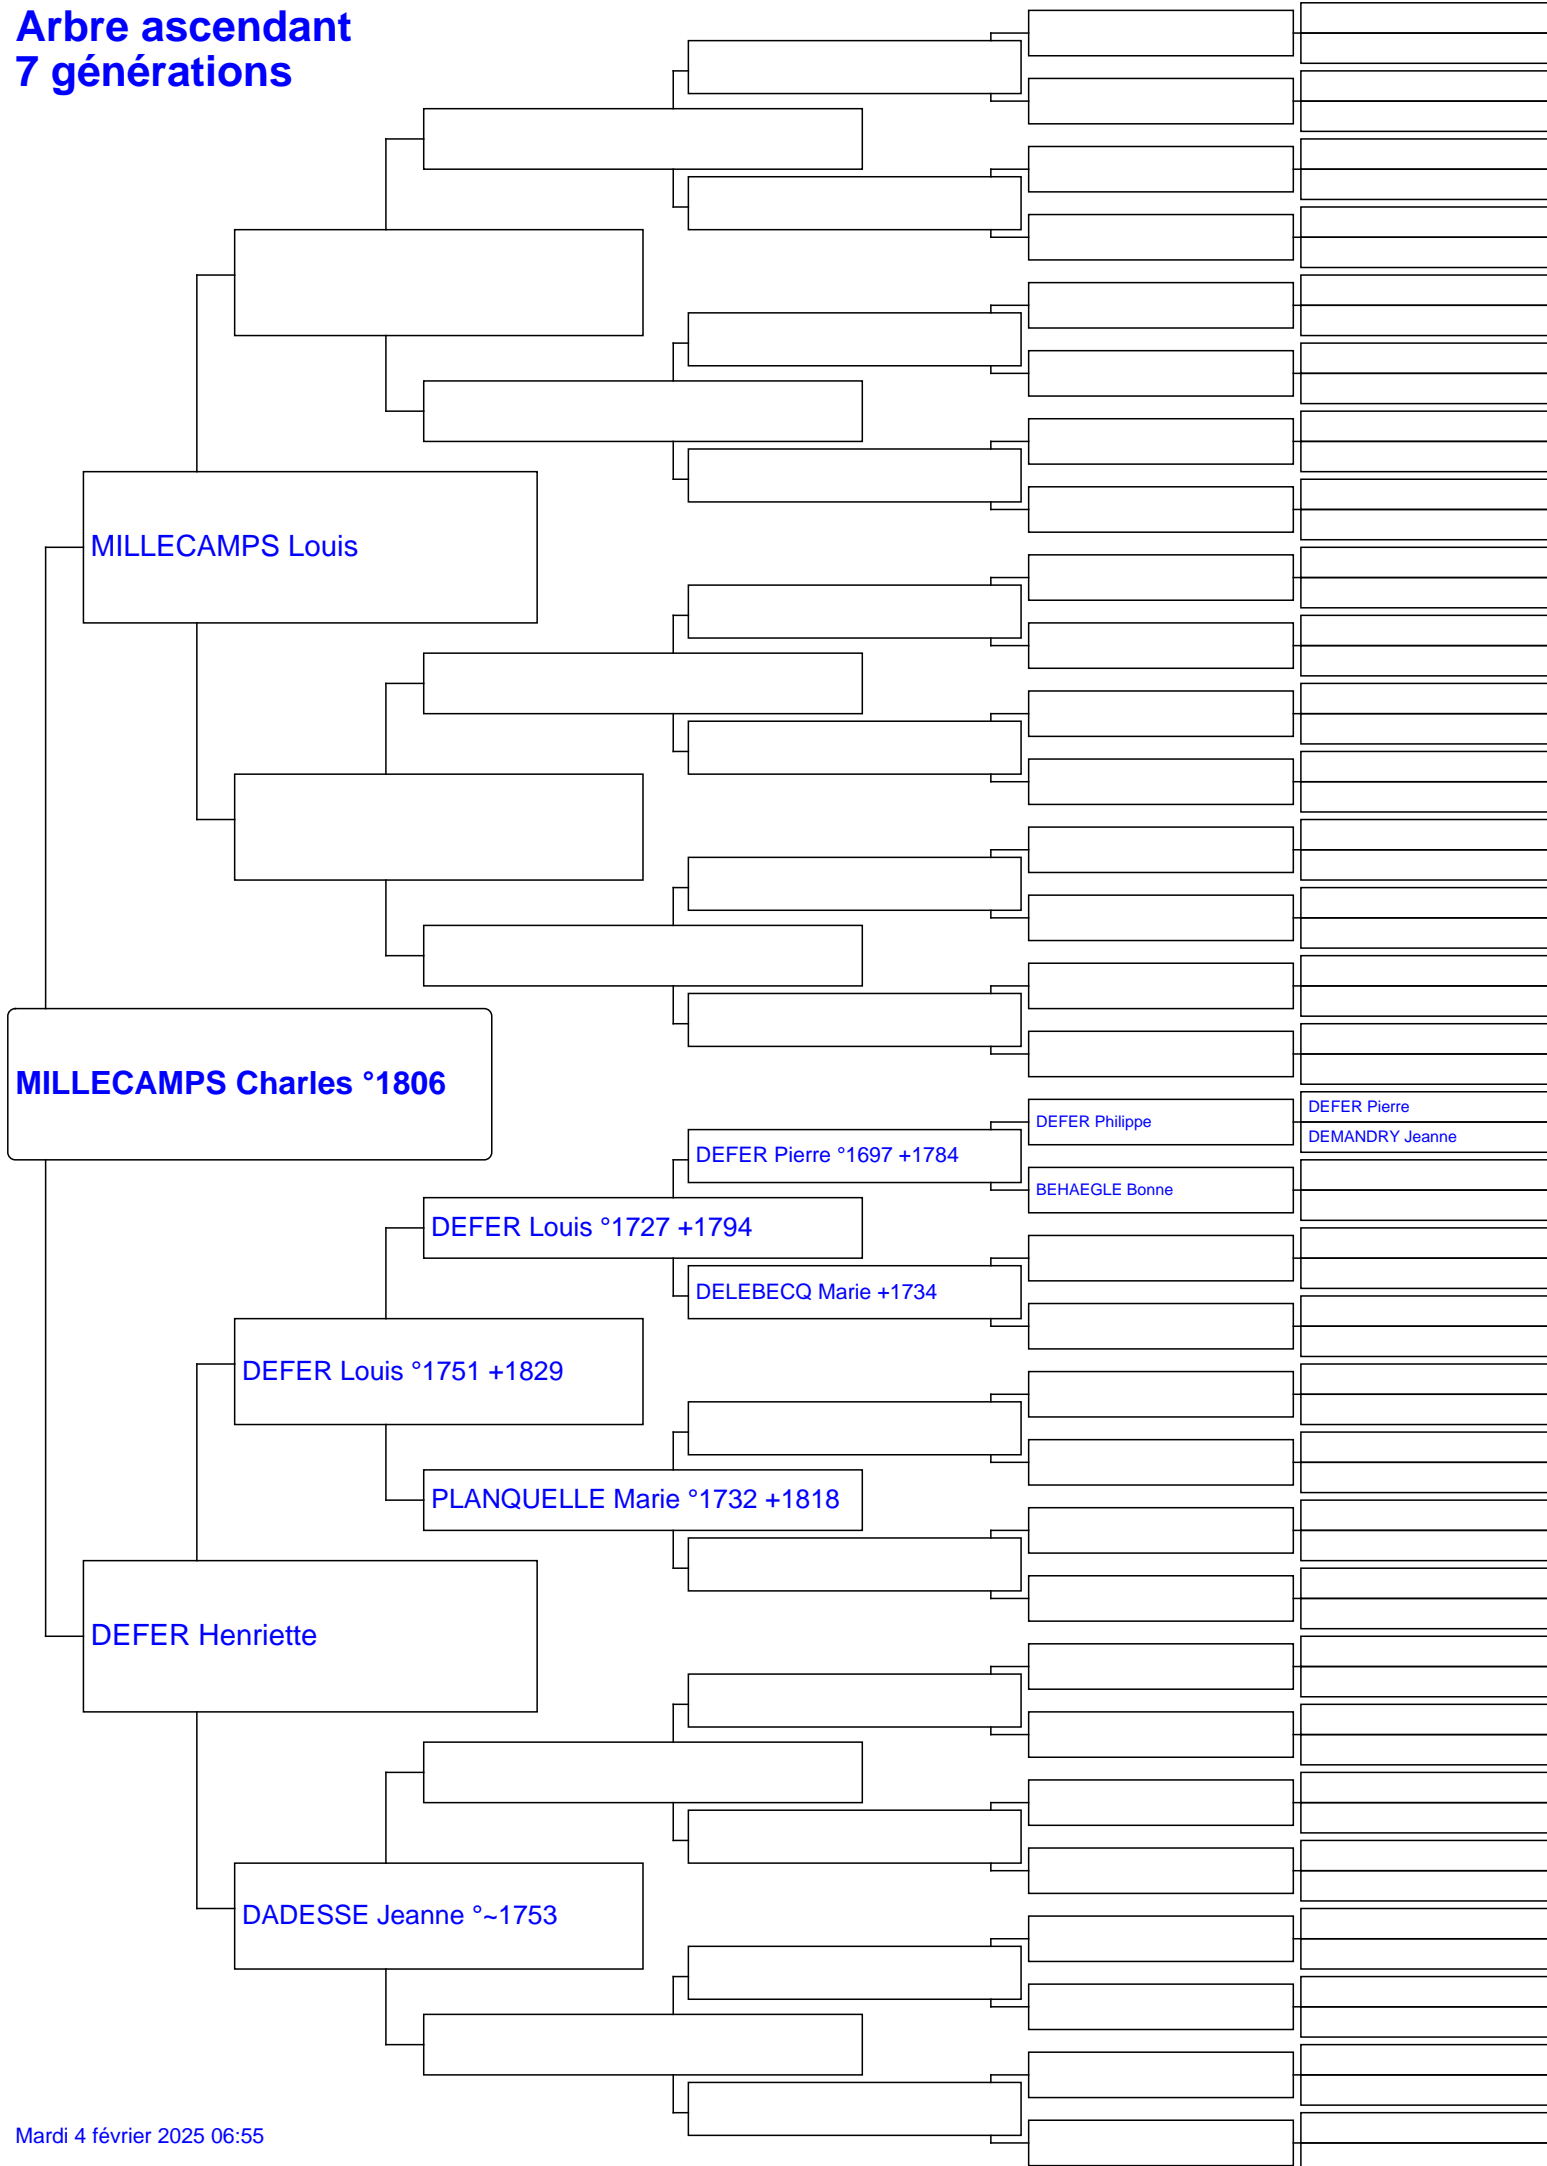 Arbre ascendant
7 générations
MILLECAMPS Louis
MILLECAMPS Charles °1806
DEFER Pierre
DEFER Philippe
DEMANDRY Jeanne
DEFER Pierre °1697 +1784
BEHAEGLE Bonne
DEFER Louis °1727 +1794
DELEBECQ Marie +1734
DEFER Louis °1751 +1829
PLANQUELLE Marie °1732 +1818
DEFER Henriette
DADESSE Jeanne °~1753
Mardi 4 février 2025 06:55